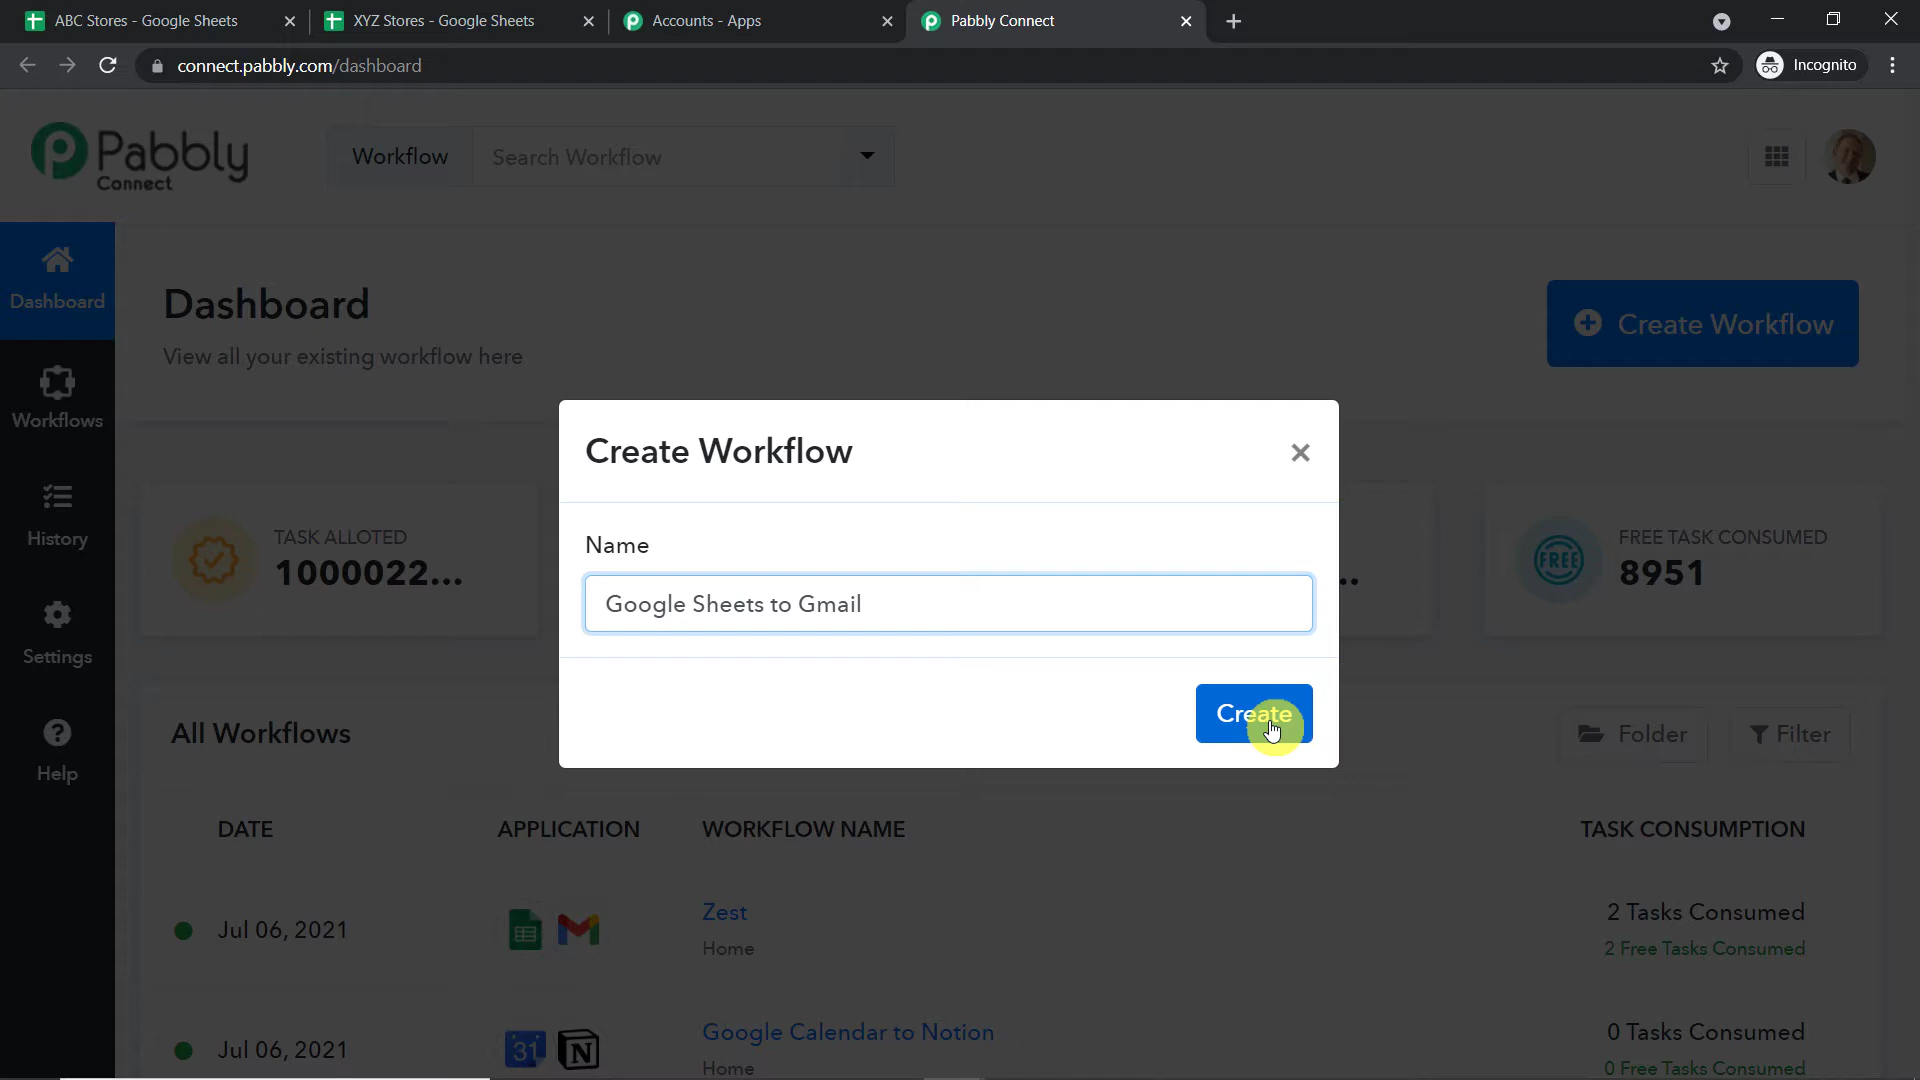 ABC Stores - Google Sheets
XYZ Stores - Google Sheets
Accounts - Apps
Pabbly Connect
connect.pabbly.com/dashboard
Incognito
Pabbly
Connect
Workflow
Search Workflow
Dashboard
Workflows
History
Settings
Help
Dashboard
View all your existing workflow here
Create Workflow
TASK ALLOTED
1000022...
..
FREE
FREE TASK CONSUMED
8951
Create Workflow
Name
Google Sheets to Gmail
Create
All Workflows
Folder
Filter
DATE
APPLICATION
WORKFLOW NAME
TASK CONSUMPTION
Jul 06, 2021
Zest
Home
2 Tasks Consumed
2 Free Tasks Consumed
Jul 06, 2021
31
Google Calendar to Notion
Home
0 Tasks Consumed
0 Free Tasks Consumed